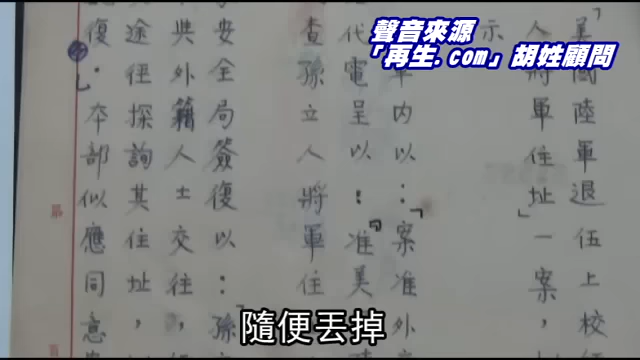 聲音來源
「再生.com」胡姓顧問
美國陸軍退伍上校
人將軍住址」一案，
示
軍內以：「案准外
代電呈以：『准美
查孫立人將軍住
安全局簽復以：「孫
與外籍人士交往，
途徑探詢其住址，
復：本部似應同意
第
隨便丟掉